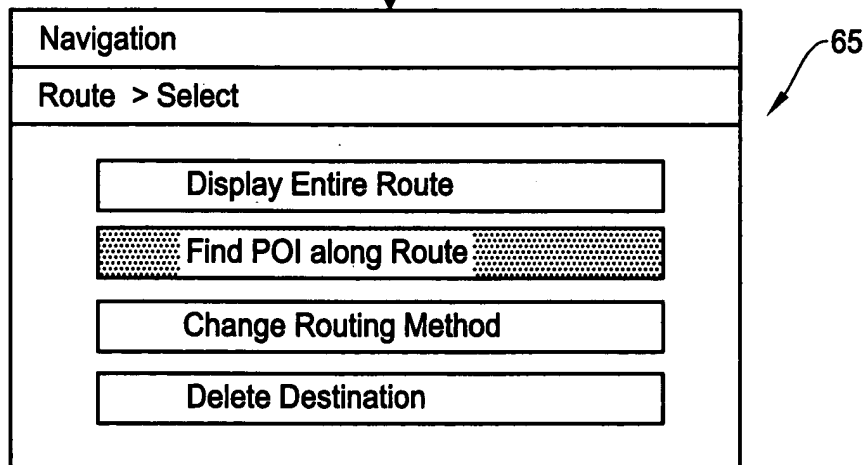 Navigation
65
Route > Select
Display Entire Route
Find POI along Route
Change Routing Method
Delete Destination